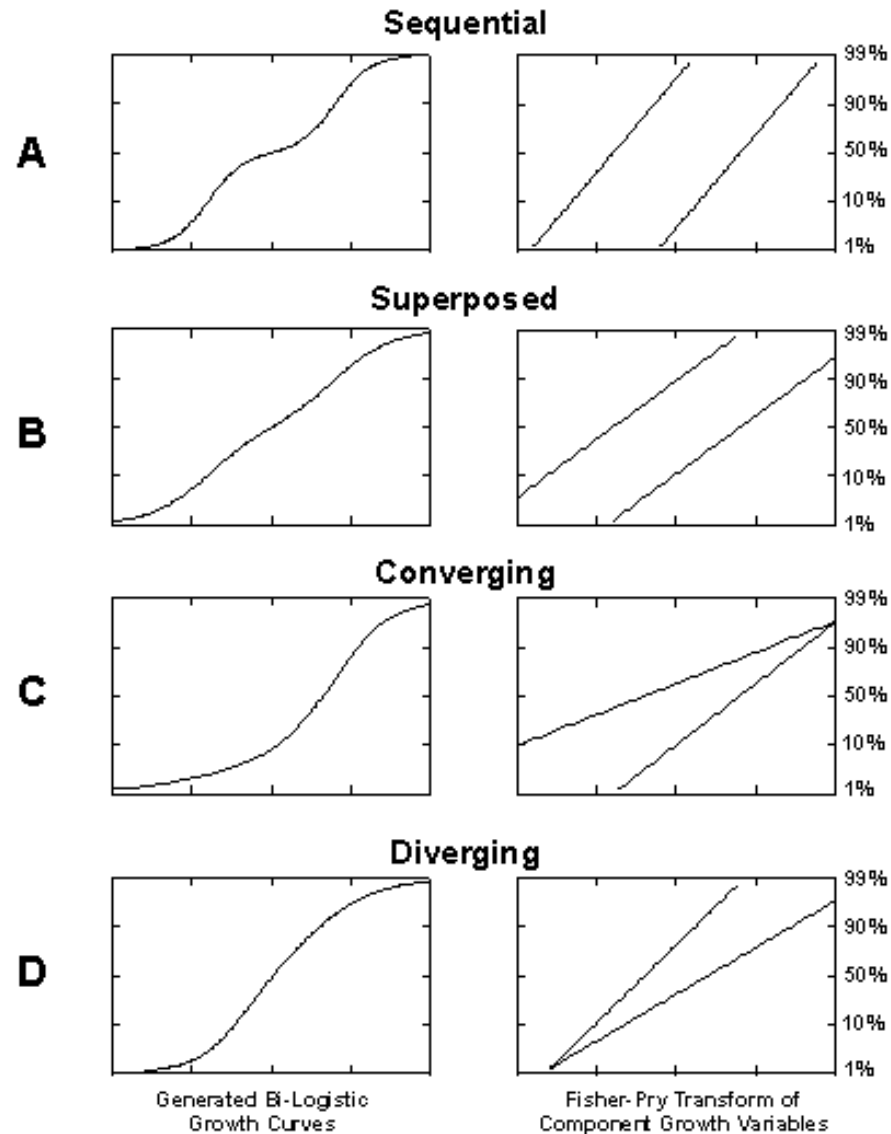 Sequential
A
99%
90%
50%
10%
1%
Superposed
B
99%
90%
50%
10%
1%
Converging
C
99%
90%
50%
10%
1%
Diverging
D
99%
90%
50%
10%
1%
Generated Bi-Logistic
Growth Curves
Fisher-Pry Transform of
Component Growth Variables